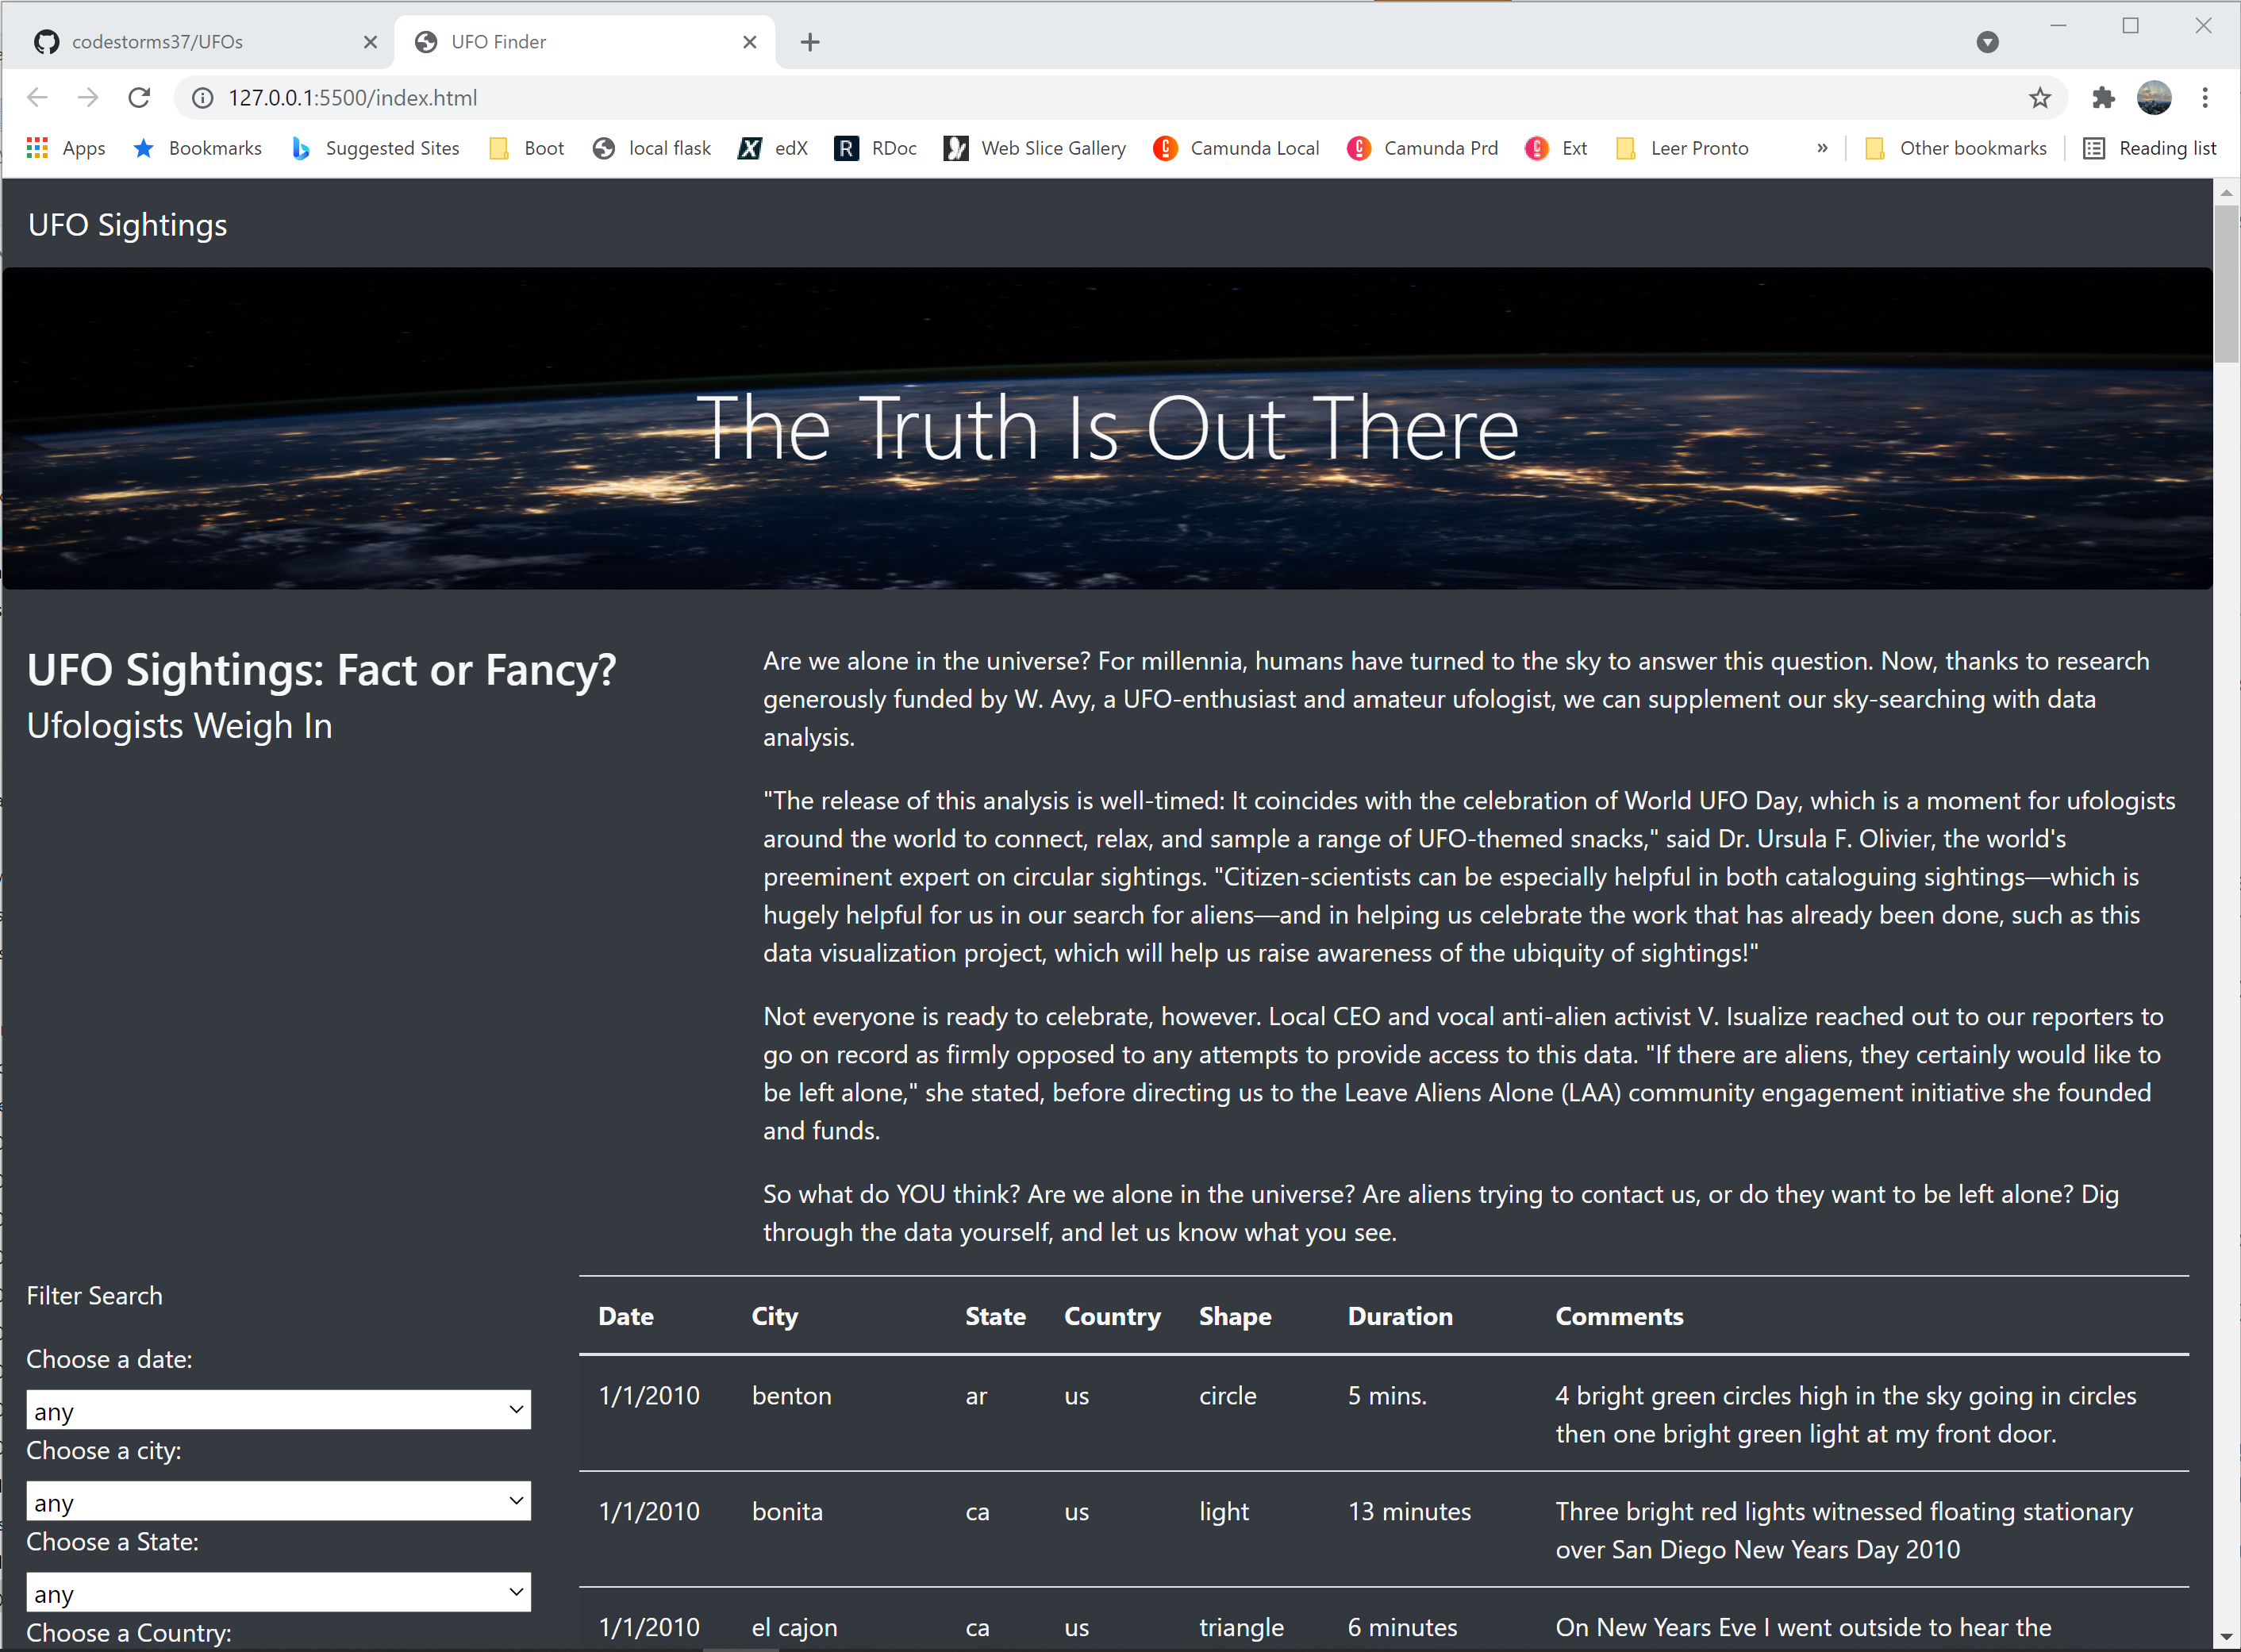 codestorms37/UFOs
UFO Finder
127.0.0.1:5500/index.html
Apps Bookmarks Suggested Sites Boot local flask edX RDoc Web Slice Gallery Camunda Local Camunda Prd Ext Leer Pronto » Other bookmarks Reading list
UFO Sightings
The Truth Is Out There
UFO Sightings: Fact or Fancy?
Ufologists Weigh In
Are we alone in the universe? For millennia, humans have turned to the sky to answer this question. Now, thanks to research
generously funded by W. Avy, a UFO-enthusiast and amateur ufologist, we can supplement our sky-searching with data
analysis.
"The release of this analysis is well-timed: It coincides with the celebration of World UFO Day, which is a moment for ufologists
around the world to connect, relax, and sample a range of UFO-themed snacks," said Dr. Ursula F. Olivier, the world's
preeminent expert on circular sightings. "Citizen-scientists can be especially helpful in both cataloguing sightings—which is
hugely helpful for us in our search for aliens—and in helping us celebrate the work that has already been done, such as this
data visualization project, which will help us raise awareness of the ubiquity of sightings!"
Not everyone is ready to celebrate, however. Local CEO and vocal anti-alien activist V. Isualize reached out to our reporters to
go on record as firmly opposed to any attempts to provide access to this data. "If there are aliens, they certainly would like to
be left alone," she stated, before directing us to the Leave Aliens Alone (LAA) community engagement initiative she founded
and funds.
So what do YOU think? Are we alone in the universe? Are aliens trying to contact us, or do they want to be left alone? Dig
through the data yourself, and let us know what you see.
Filter Search
Choose a date:
any
Choose a city:
any
Choose a State:
any
Choose a Country:
Date City State Country Shape Duration Comments
1/1/2010 benton ar us circle 5 mins. 4 bright green circles high in the sky going in circles
then one bright green light at my front door.
1/1/2010 bonita ca us light 13 minutes Three bright red lights witnessed floating stationary
over San Diego New Years Day 2010
1/1/2010 el cajon ca us triangle 6 minutes On New Years Eve I went outside to hear the